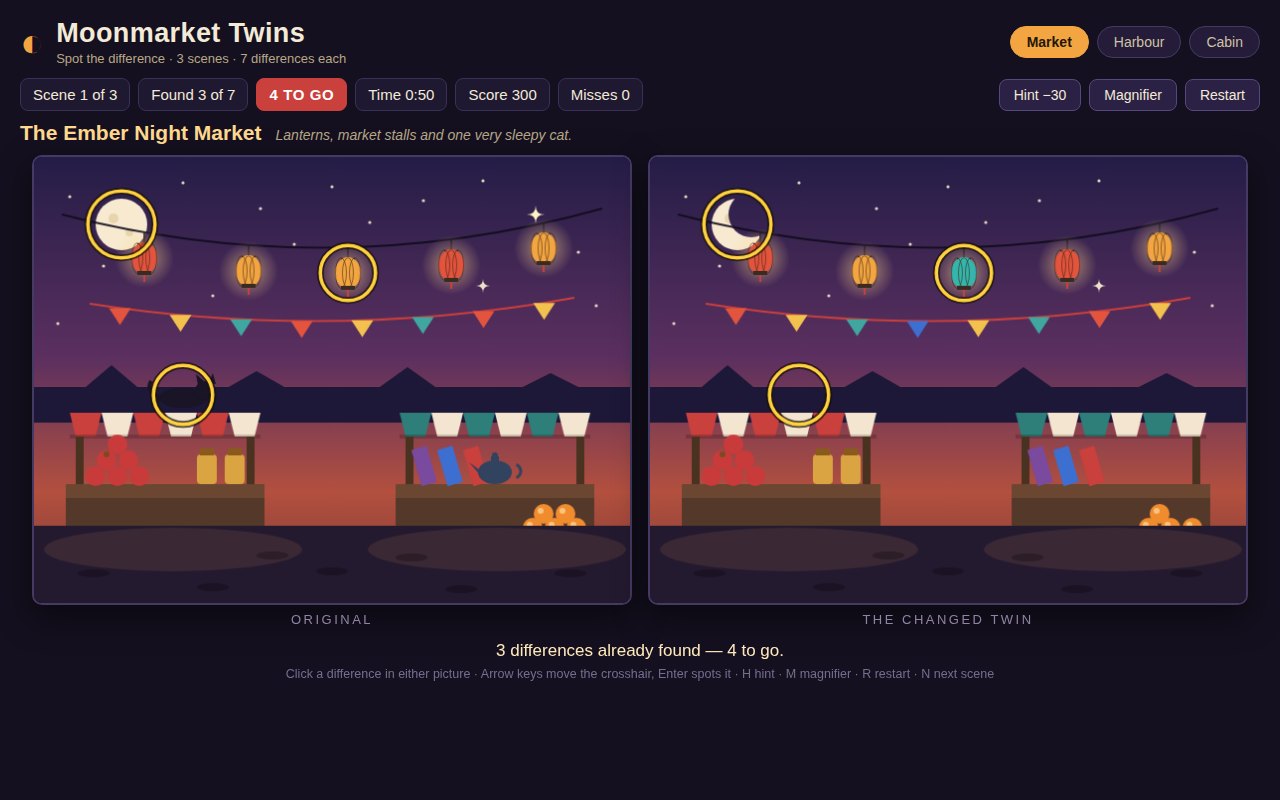 Moonmarket Twins
Spot the difference · 3 scenes · 7 differences each
Market
Harbour
Cabin
Scene 1 of 3
Found 3 of 7
4 TO GO
Time 0:50
Score 300
Misses 0
Hint −30
Magnifier
Restart
The Ember Night Market
Lanterns, market stalls and one very sleepy cat.
ORIGINAL
THE CHANGED TWIN
3 differences already found — 4 to go.
Click a difference in either picture · Arrow keys move the crosshair, Enter spots it · H hint · M magnifier · R restart · N next scene